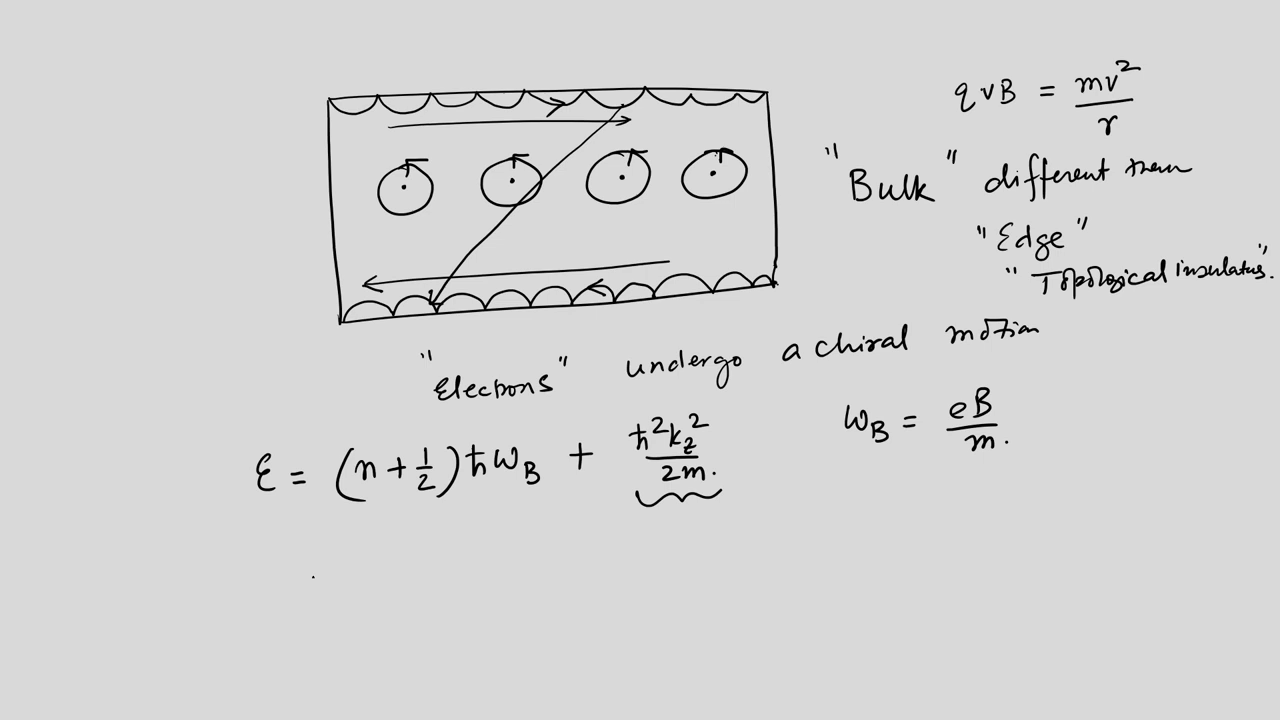 qvB = mv²/r
"Bulk" different than
"Edge"
"Topological insulators".
"Electrons" undergo a chiral motion
ε = (n + 1/2) ħω_B + ħ²k_z²/2m.
ω_B = eB/m.